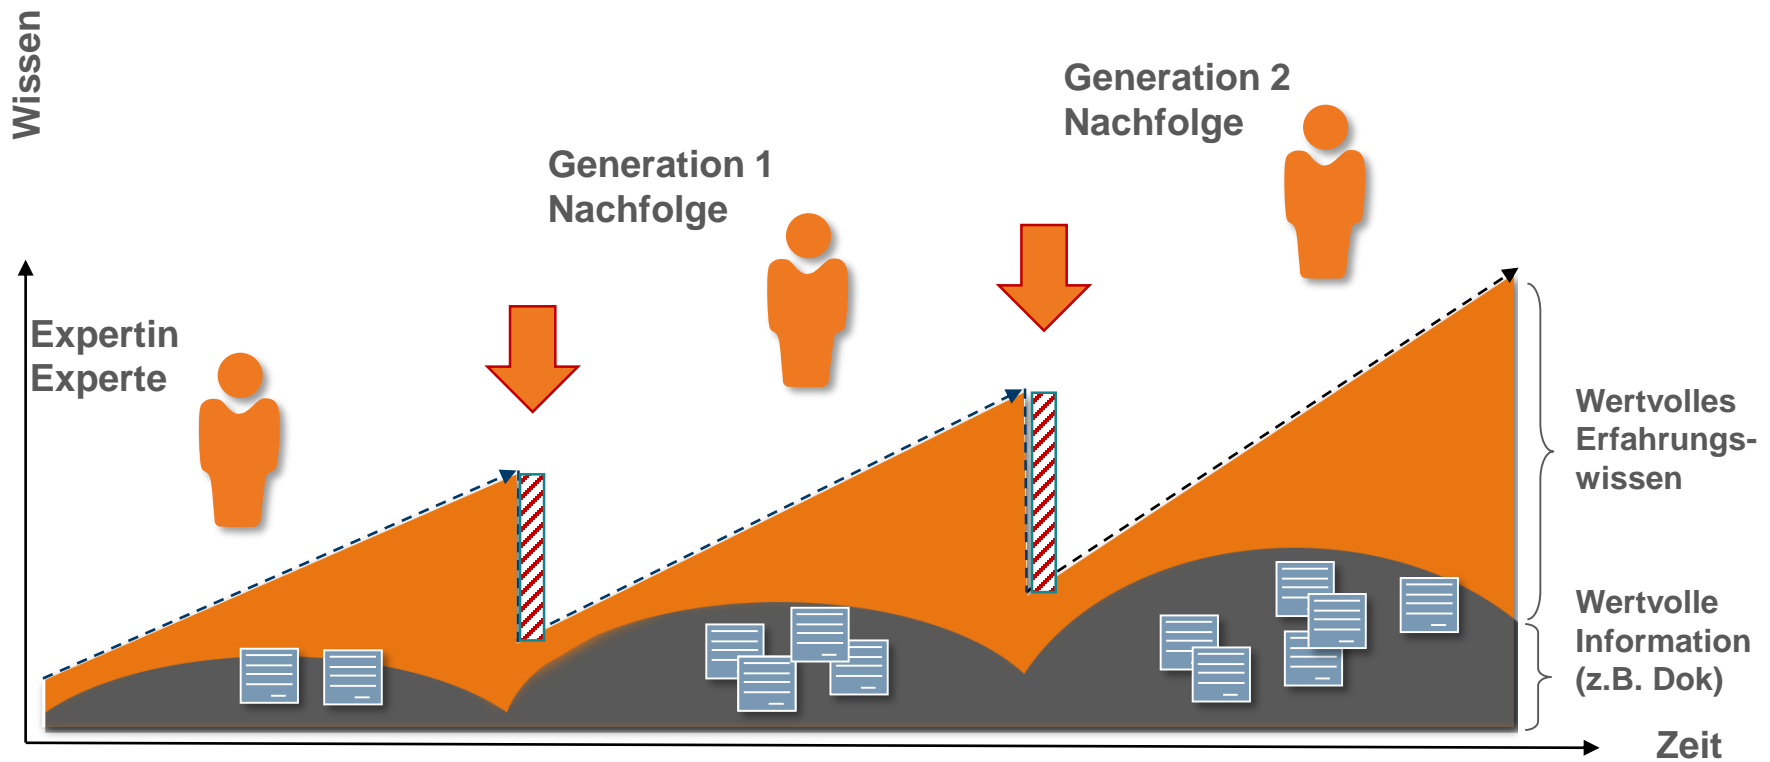 Wissen
Generation 2
Nachfolge
Generation 1
Nachfolge
Expertin
Experte
Wertvolles
Erfahrungs-
wissen
Wertvolle
Information
(z.B. Dok)
Zeit